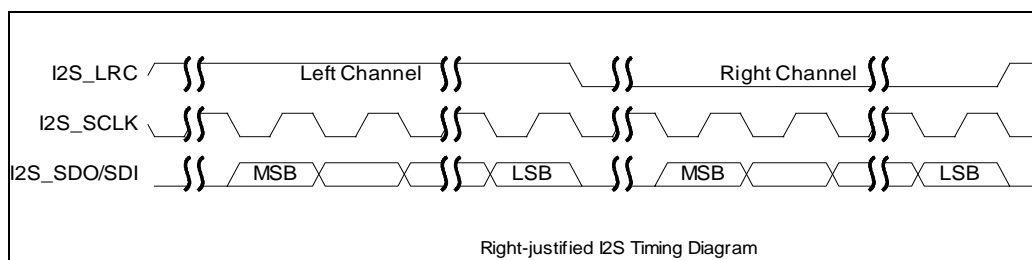 I2S_LRC Left Channel Right Channel
I2S_SCLK
I2S_SDO/SDI MSB LSB MSB LSB
Right-justified I2S Timing Diagram